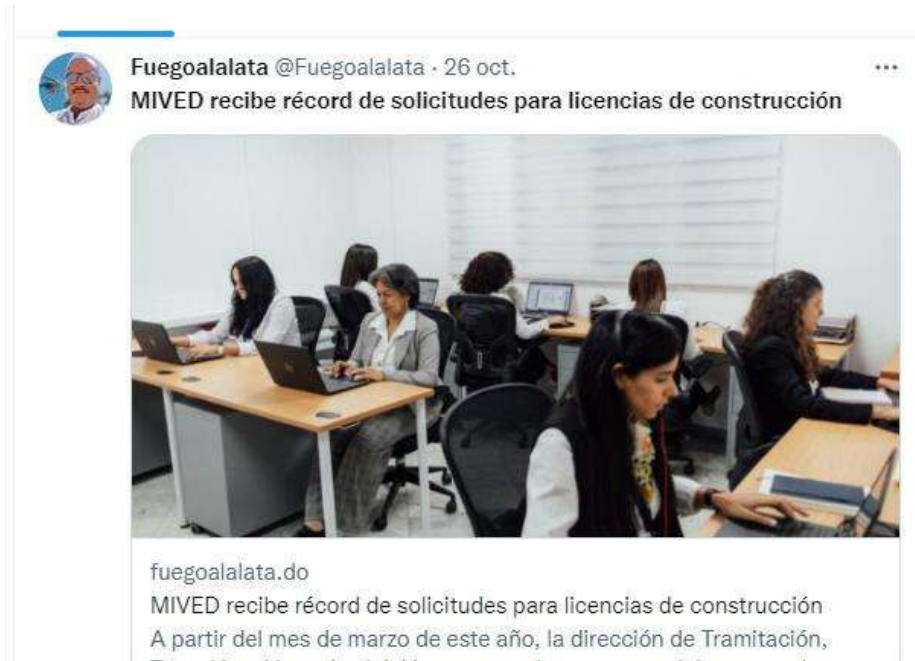 Fuegoalalata @Fuegoalalata · 26 oct.
MIVED recibe récord de solicitudes para licencias de construcción
fuegoalalata.do
MIVED recibe récord de solicitudes para licencias de construcción
A partir del mes de marzo de este año, la dirección de Tramitación,